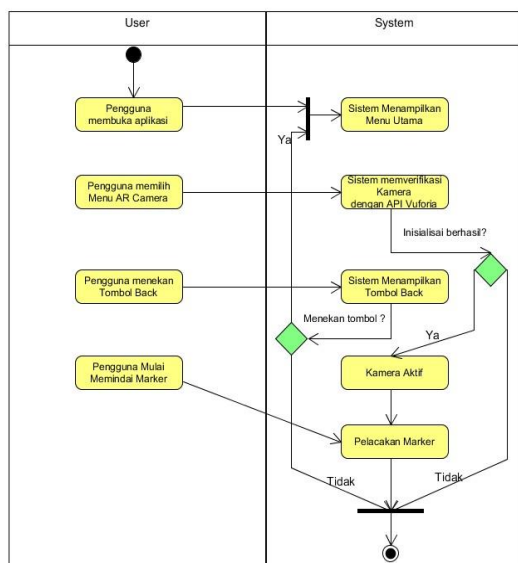 User
System
Pengguna
membuka aplikasi
Sistem Menampilkan
Menu Utama
Ya
Pengguna memilih
Menu AR Camera
Sistem memverifikasi
Kamera
dengan API Vuforia
Inisialisai berhasil?
Pengguna menekan
Tombol Back
Sistem Menampilkan
Tombol Back
Menekan tombol ?
Ya
Pengguna Mulai
Memindai Marker
Kamera Aktif
Pelacakan Marker
Tidak
Tidak